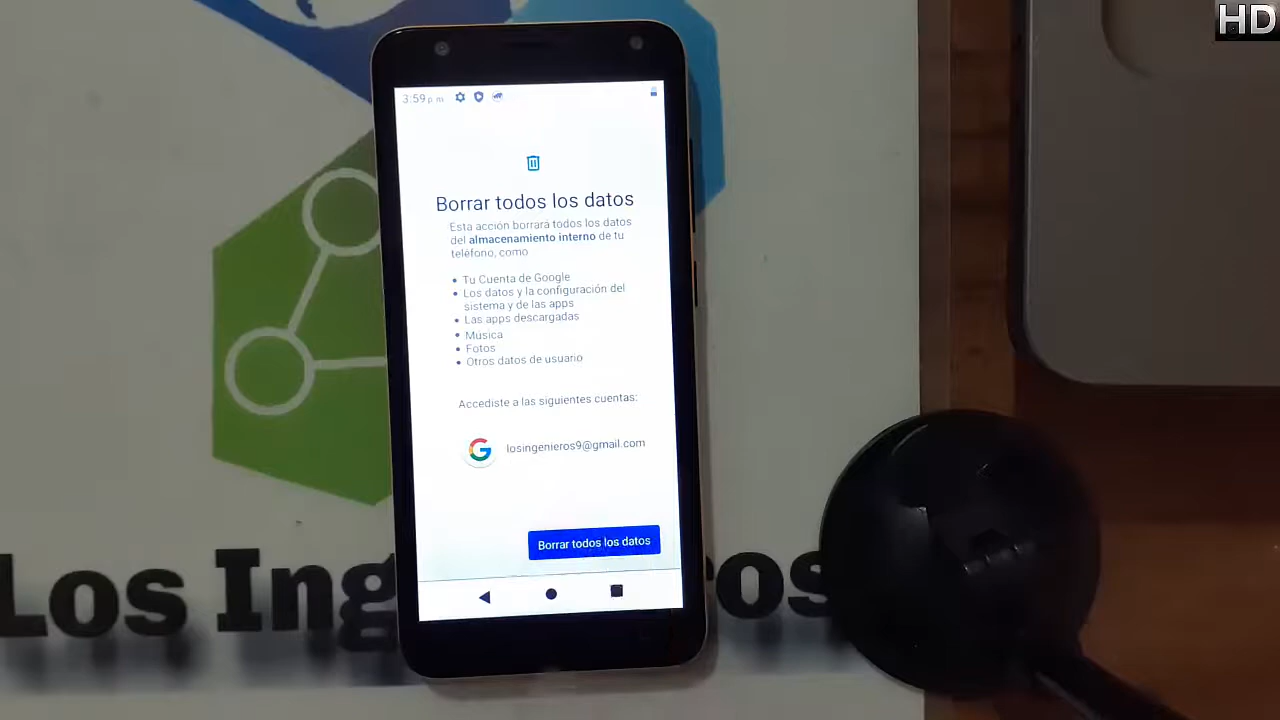 HD
3:59 p. m.
Borrar todos los datos
Esta acción borrará todos los datos
del almacenamiento interno de tu
teléfono, como
• Tu Cuenta de Google
• Los datos y la configuración del
sistema y de las apps
• Las apps descargadas
• Música
• Fotos
• Otros datos de usuario
Accediste a las siguientes cuentas:
G losingenieros9@gmail.com
Borrar todos los datos
Los Ing ros